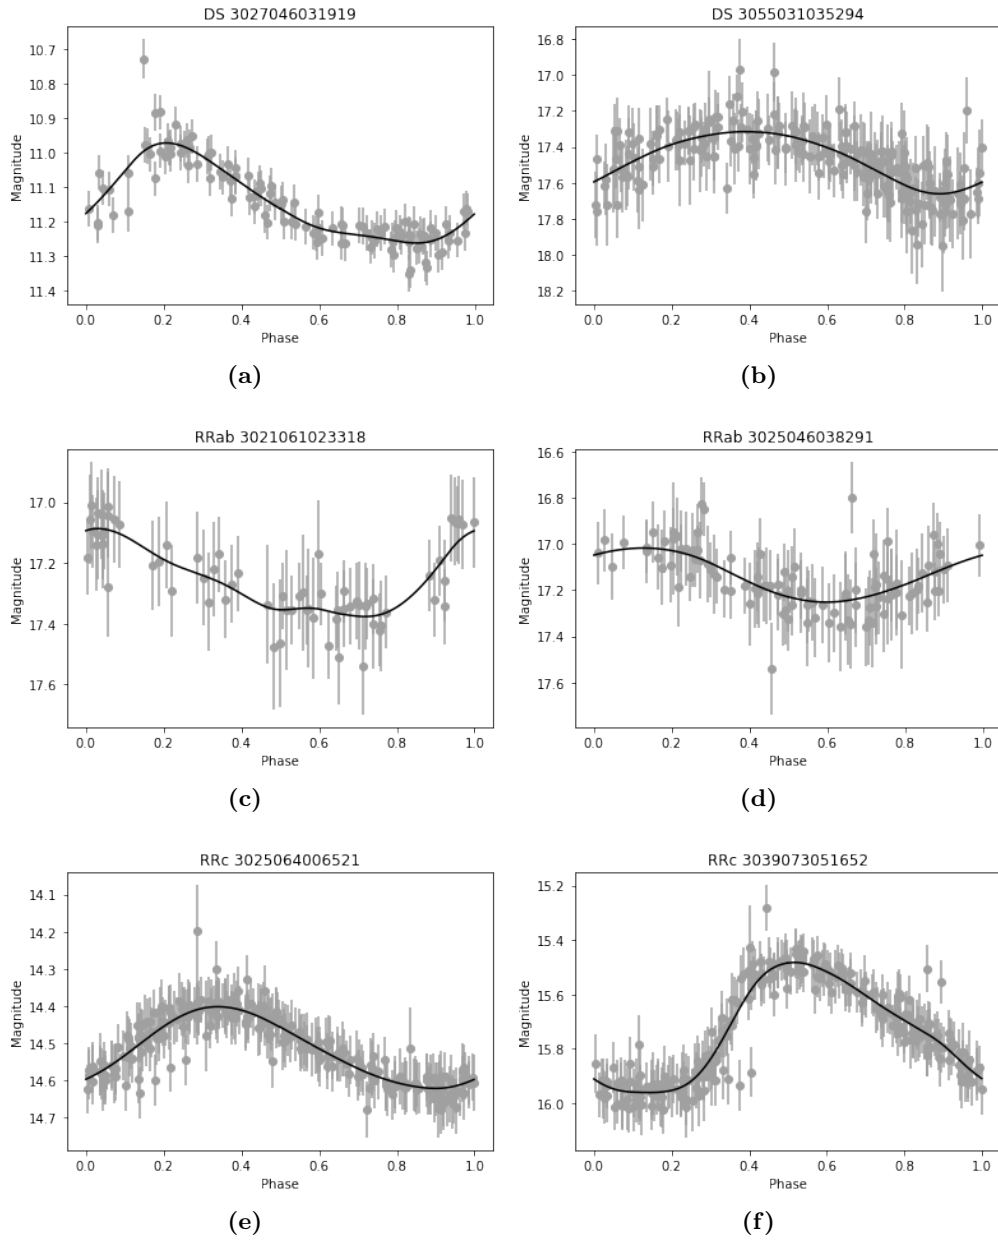 DS 3027046031919
10.7
10.8
10.9
11.0
11.1
11.2
11.3
11.4
Magnitude
0.0 0.2 0.4 0.6 0.8 1.0
Phase
(a)
DS 3055031035294
16.8
17.0
17.2
17.4
17.6
17.8
18.0
18.2
Magnitude
0.0 0.2 0.4 0.6 0.8 1.0
Phase
(b)
RRab 3021061023318
17.0
17.2
17.4
17.6
Magnitude
0.0 0.2 0.4 0.6 0.8 1.0
Phase
(c)
RRab 3025046038291
16.6
16.8
17.0
17.2
17.4
17.6
Magnitude
0.0 0.2 0.4 0.6 0.8 1.0
Phase
(d)
RRc 3025064006521
14.1
14.2
14.3
14.4
14.5
14.6
14.7
Magnitude
0.0 0.2 0.4 0.6 0.8 1.0
Phase
(e)
RRc 3039073051652
15.2
15.4
15.6
15.8
16.0
Magnitude
0.0 0.2 0.4 0.6 0.8 1.0
Phase
(f)